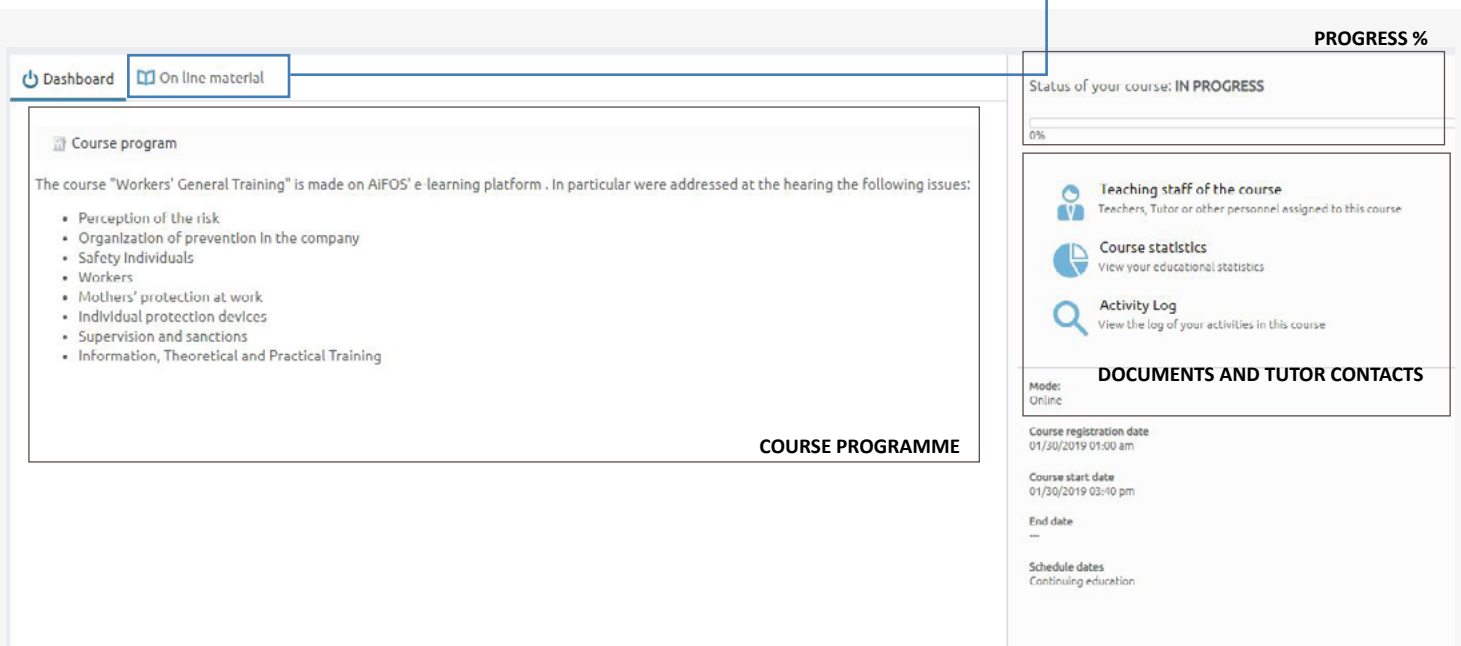 PROGRESS %
Dashboard
On line material
Status of your course: IN PROGRESS
0%
Course program
The course "Workers' General Training" is made on AiFOS' e-learning platform . In particular were addressed at the hearing the following issues:
• Perception of the risk
• Organization of prevention in the company
• Safety Individuals
• Workers
• Mothers' protection at work
• Individual protection devices
• Supervision and sanctions
• Information, Theoretical and Practical Training
COURSE PROGRAMME
Teaching staff of the course
Teachers, Tutor or other personnel assigned to this course
Course statistics
View your educational statistics
Activity Log
View the log of your activities in this course
DOCUMENTS AND TUTOR CONTACTS
Mode:
Online
Course registration date
01/30/2019 01:00 am
Course start date
01/30/2019 03:40 pm
End date
---
Schedule dates
Continuing education